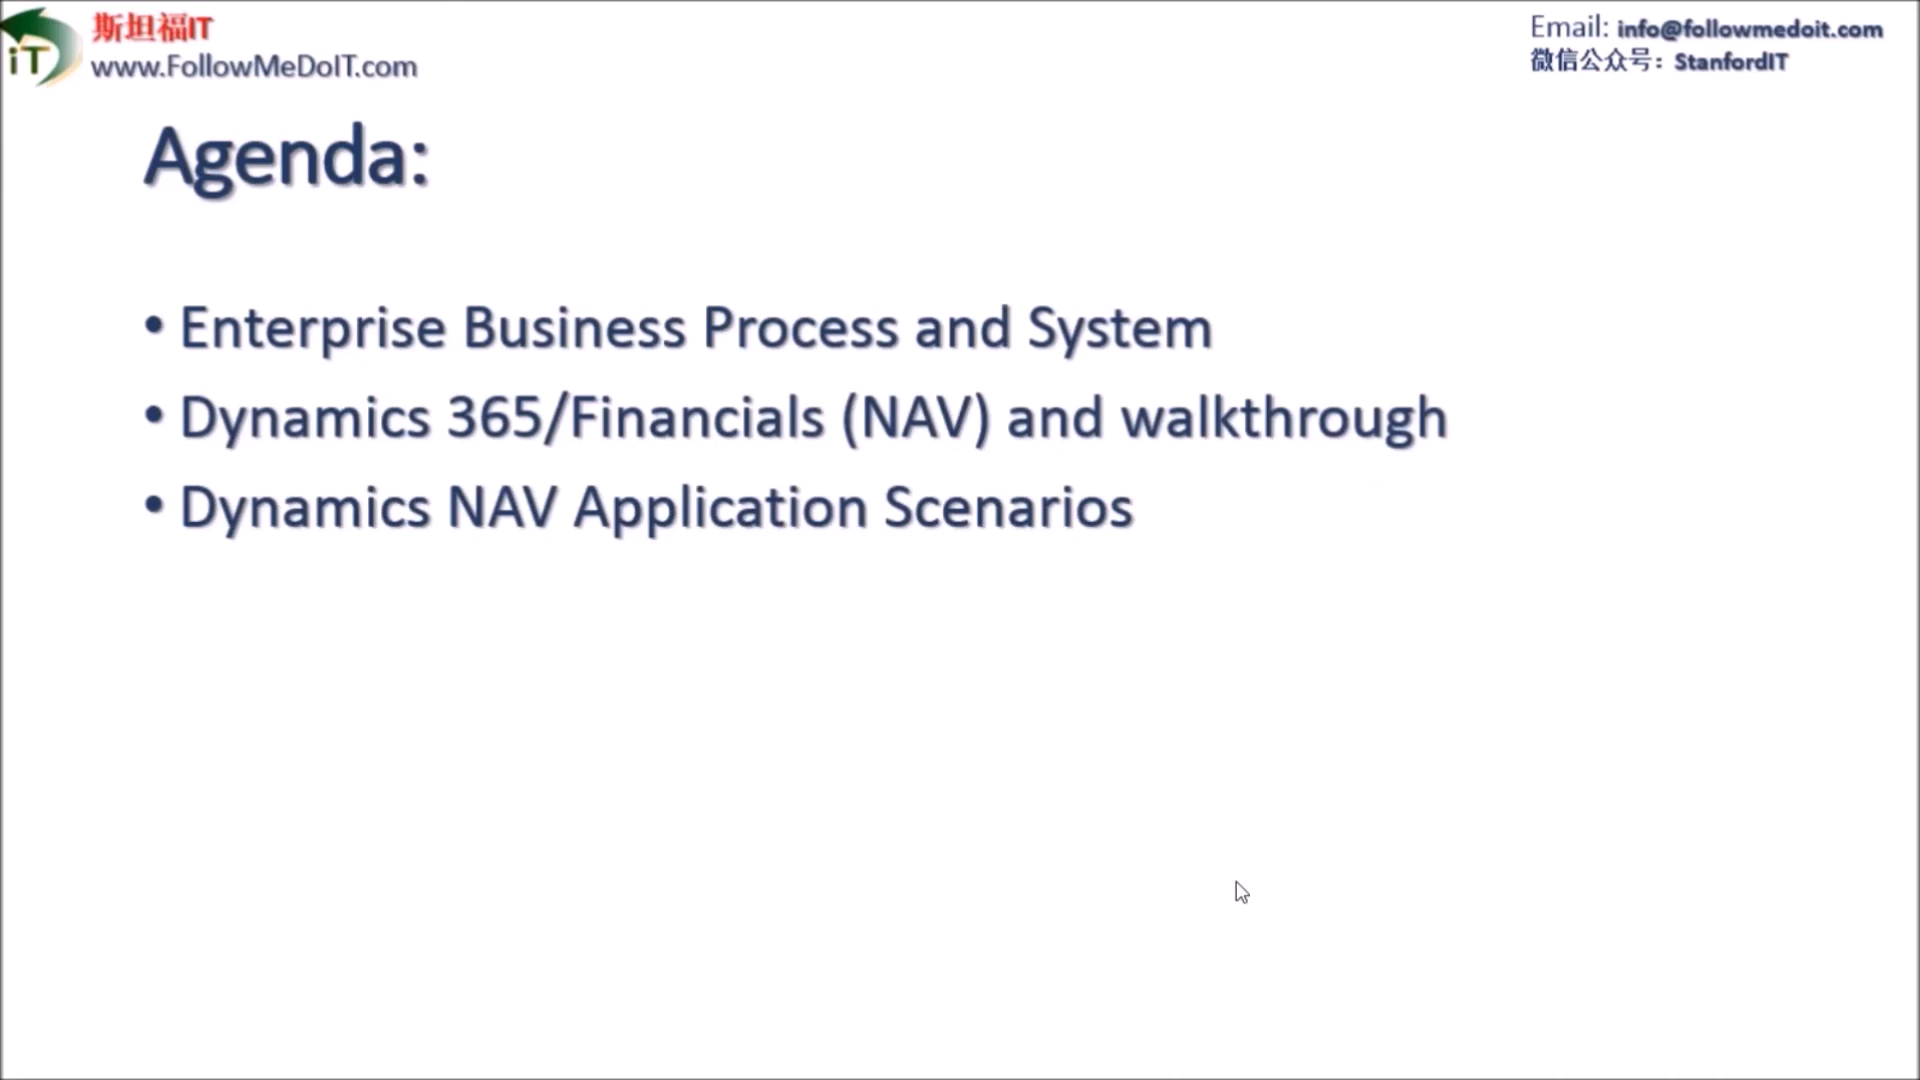 iT
斯坦福IT
www.FollowMeDoIT.com
Email: info@followmedoit.com
微信公众号：StanfordIT
Agenda:
• Enterprise Business Process and System
• Dynamics 365/Financials (NAV) and walkthrough
• Dynamics NAV Application Scenarios